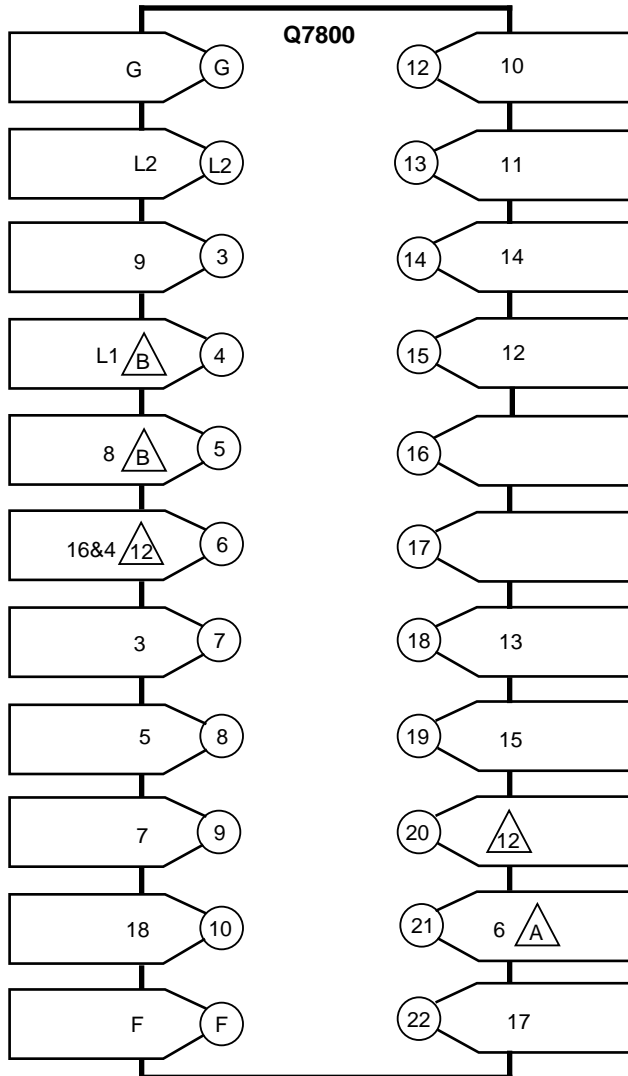 Q7800
G G 12 10
L2 L2 13 11
9 3 14 14
L1 B 4 15 12
8 B 5 16
16&4 12 6 17
3 7 18 13
5 8 19 15
7 9 20 12
18 10 21 6 A
F F 22 17